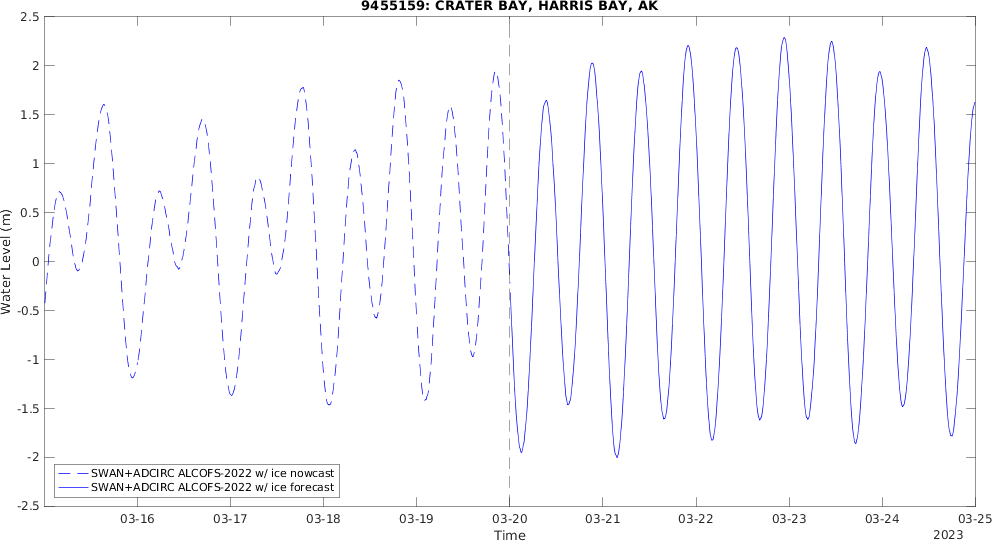 9455159: CRATER BAY, HARRIS BAY, AK
Water Level (m)
2.5
2
1.5
1
0.5
0
-0.5
-1
-1.5
-2
-2.5
SWAN+ADCIRC ALCOFS-2022 w/ ice nowcast
SWAN+ADCIRC ALCOFS-2022 w/ ice forecast
03-16 03-17 03-18 03-19 03-20 03-21 03-22 03-23 03-24 03-25
Time
2023